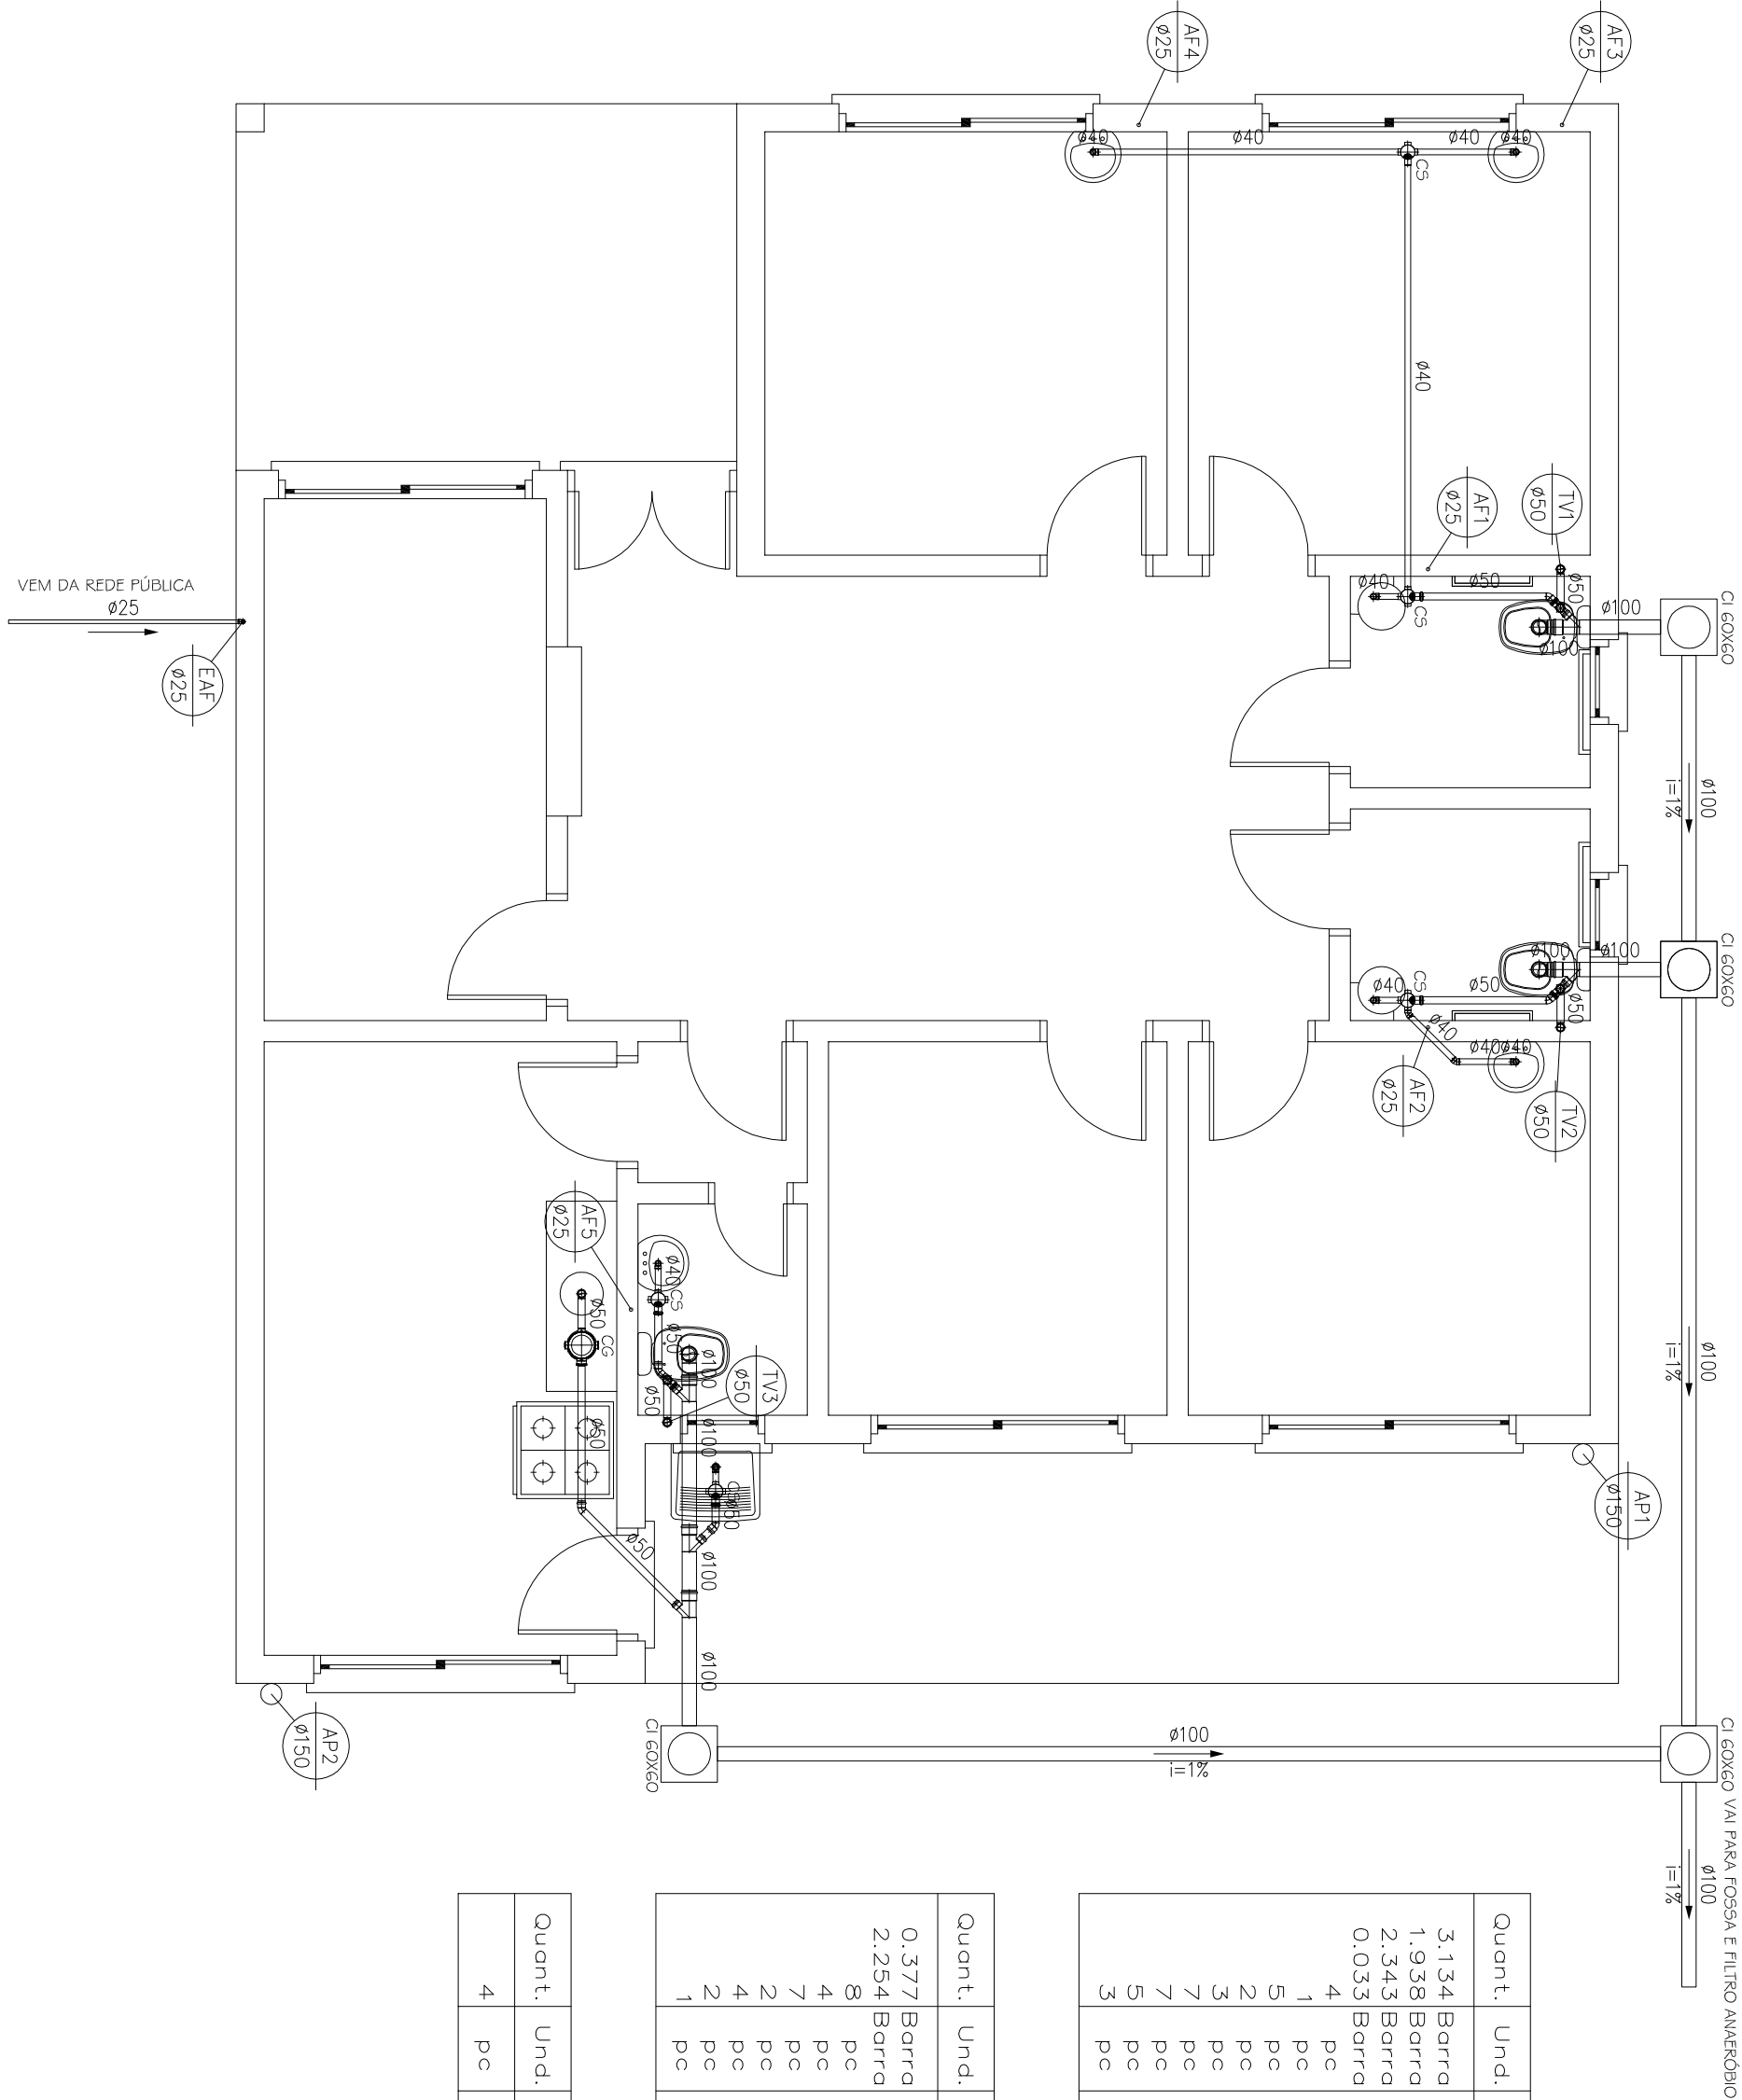 AF4
ø25
AF3
ø25
ø40
ø40
ø40
ø40
CS
ø40
AF1
ø25
TV1
ø50
ø40
CS
ø50
ø50
ø100
ø100
CI 60X60
VEM DA REDE PÚBLICA
ø25
EAF
ø25
ø100
i=1%
CI 60X60
ø100
ø100
ø40
CS
ø50
ø50
ø40
ø40
ø40
AF2
ø25
TV2
ø50
AF5
ø25
ø40
CS
ø50
CG
ø50
ø100
ø50
TV3
ø50
ø50
ø100
CS
ø50
ø50
ø100
ø100
AP1
ø150
ø100
i=1%
AP2
ø150
CI 60X60
ø100
i=1%
CI 60X60 VAI PARA FOSSA E FILTRO ANAERÓBIO
ø100
i=1%
Quant. Und.
3.134 Barra
1.938 Barra
2.343 Barra
0.033 Barra
4 pc
1 pc
5 pc
2 pc
3 pc
7 pc
7 pc
5 pc
3 pc
Quant. Und.
0.377 Barra
2.254 Barra
8 pc
4 pc
7 pc
2 pc
4 pc
2 pc
1 pc
Quant. Und.
4 pc